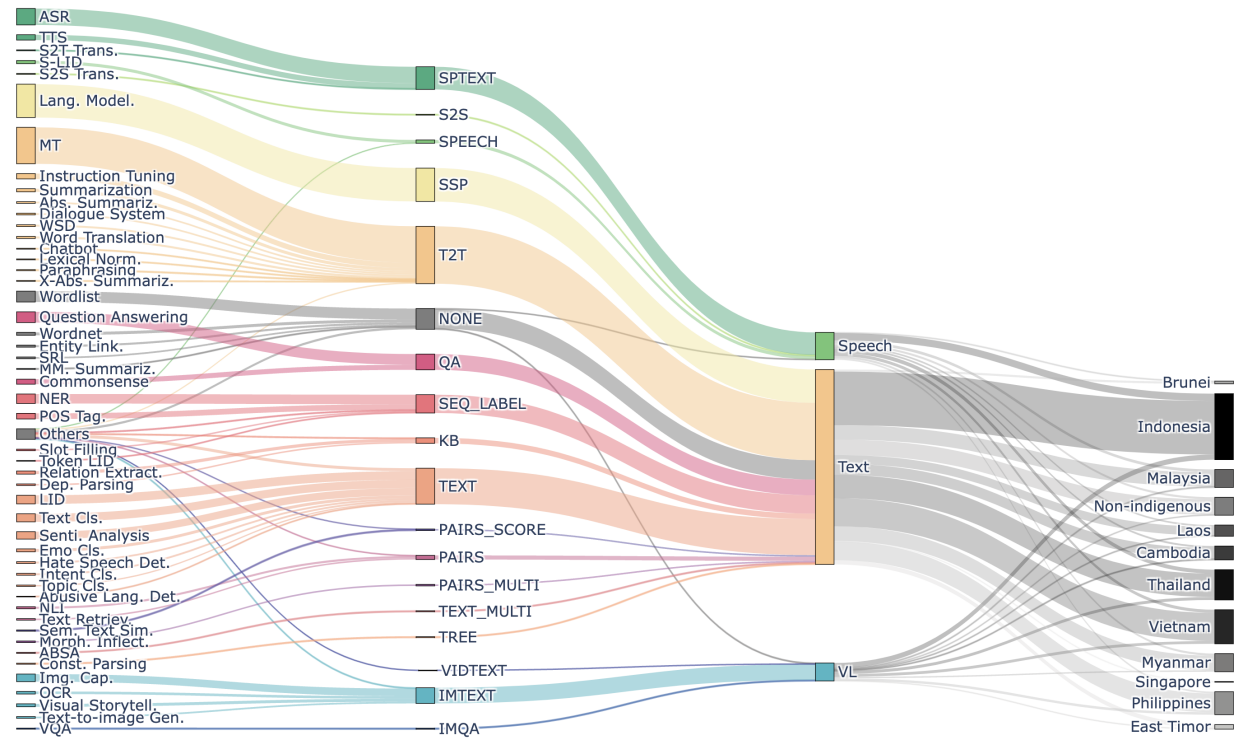 ASR
TTS
S2T Trans.
S-LID
S2S Trans.
Lang. Model.
MT
Instruction Tuning
Summarization
Abs. Summariz.
Dialogue System
WSD
Word Translation
Chatbot
Lexical Norm.
Paraphrasing
X-Abs. Summariz.
Wordlist
Question Answering
Wordnet
Entity Link.
SRL
MM. Summariz.
Commonsense
NER
POS Tag.
Others
Slot Filling
Token LID
Relation Extract.
Dep. Parsing
LID
Text Cls.
Senti. Analysis
Emo Cls.
Hate Speech Det.
Intent Cls.
Topic Cls.
Abusive Lang. Det.
NLI
Text Retriev.
Sem. Text Sim.
Morph. Inflect.
ABSA
Const. Parsing
Img. Cap.
OCR
Visual Storytell.
Text-to-image Gen.
VQA
SPTEXT
S2S
SPEECH
SSP
T2T
NONE
QA
SEQ_LABEL
KB
TEXT
PAIRS_SCORE
PAIRS
PAIRS_MULTI
TEXT_MULTI
TREE
VIDTEXT
IMTEXT
IMQA
Speech
Text
VL
Brunei
Indonesia
Malaysia
Non-indigenous
Laos
Cambodia
Thailand
Vietnam
Myanmar
Singapore
Philippines
East Timor